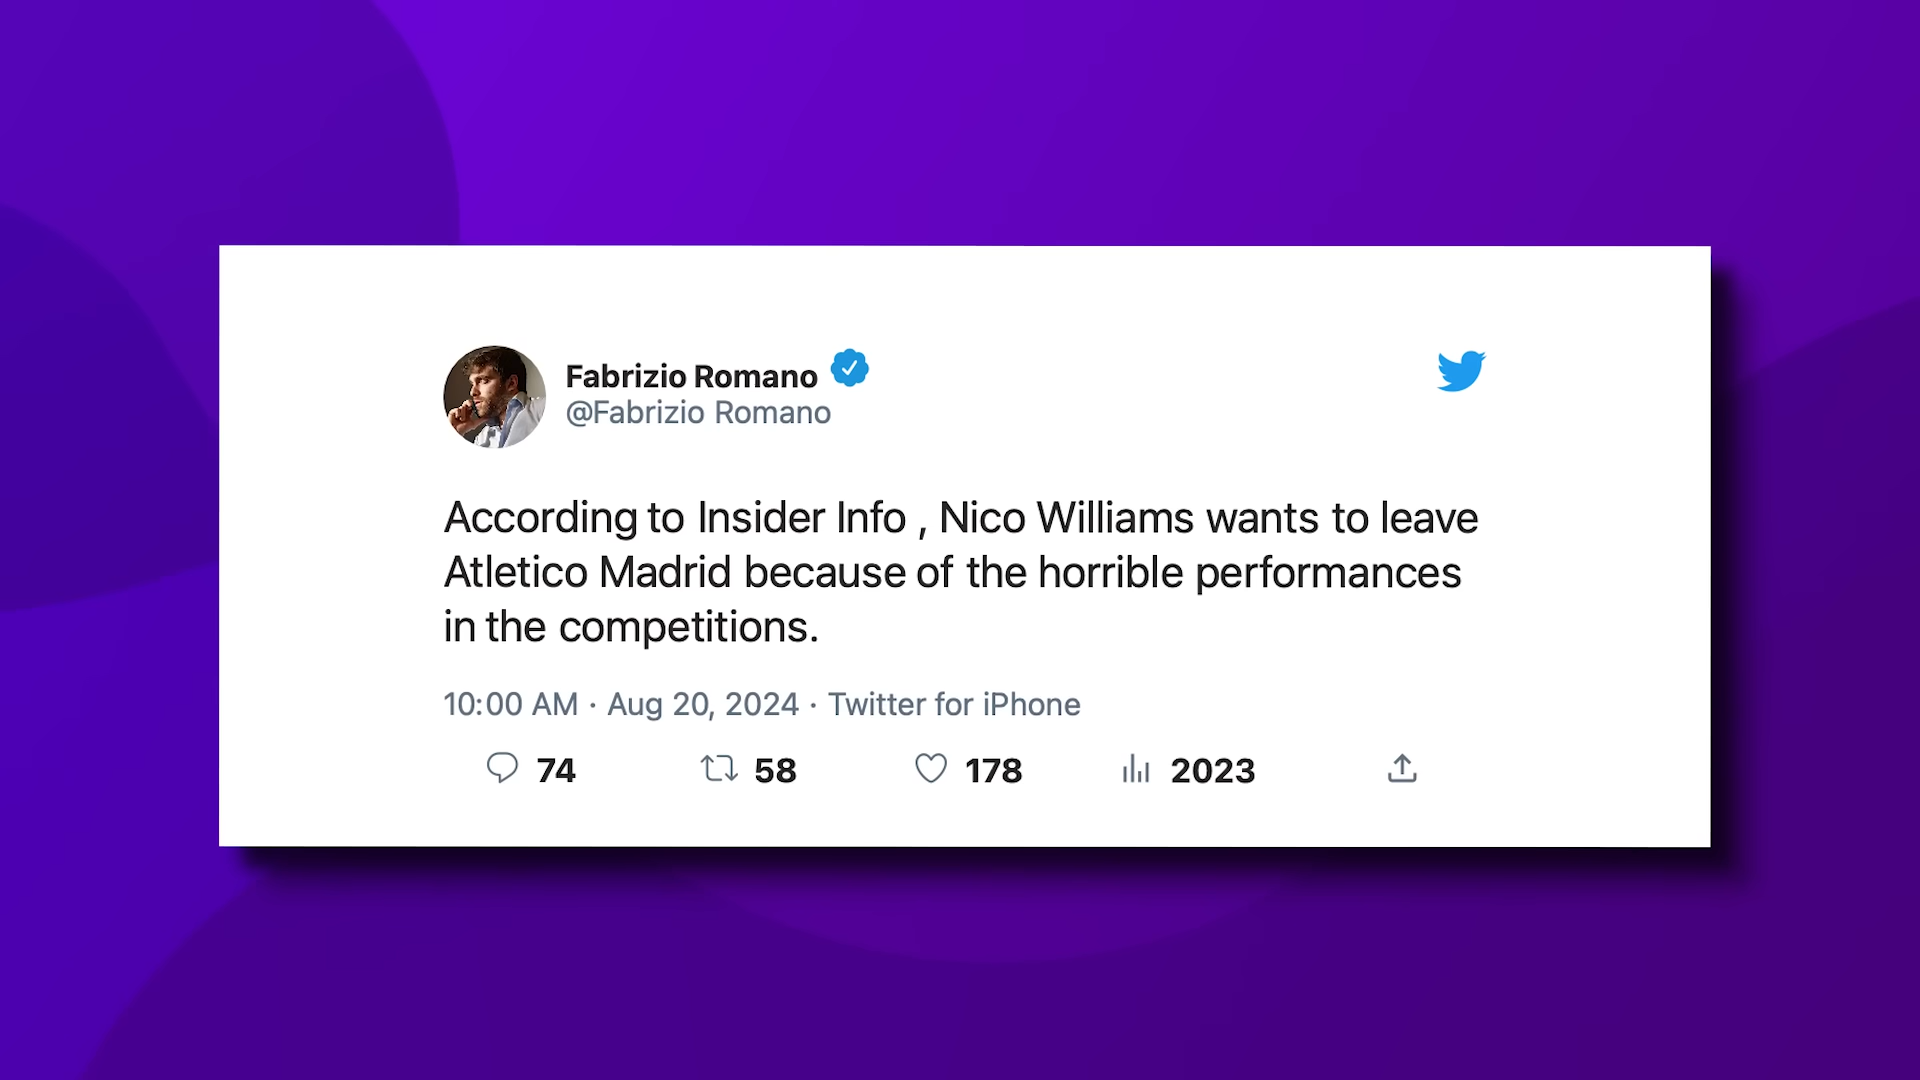 Fabrizio Romano
@Fabrizio Romano
According to Insider Info , Nico Williams wants to leave
Atletico Madrid because of the horrible performances
in the competitions.
10:00 AM · Aug 20, 2024 · Twitter for iPhone
74 58 178 2023